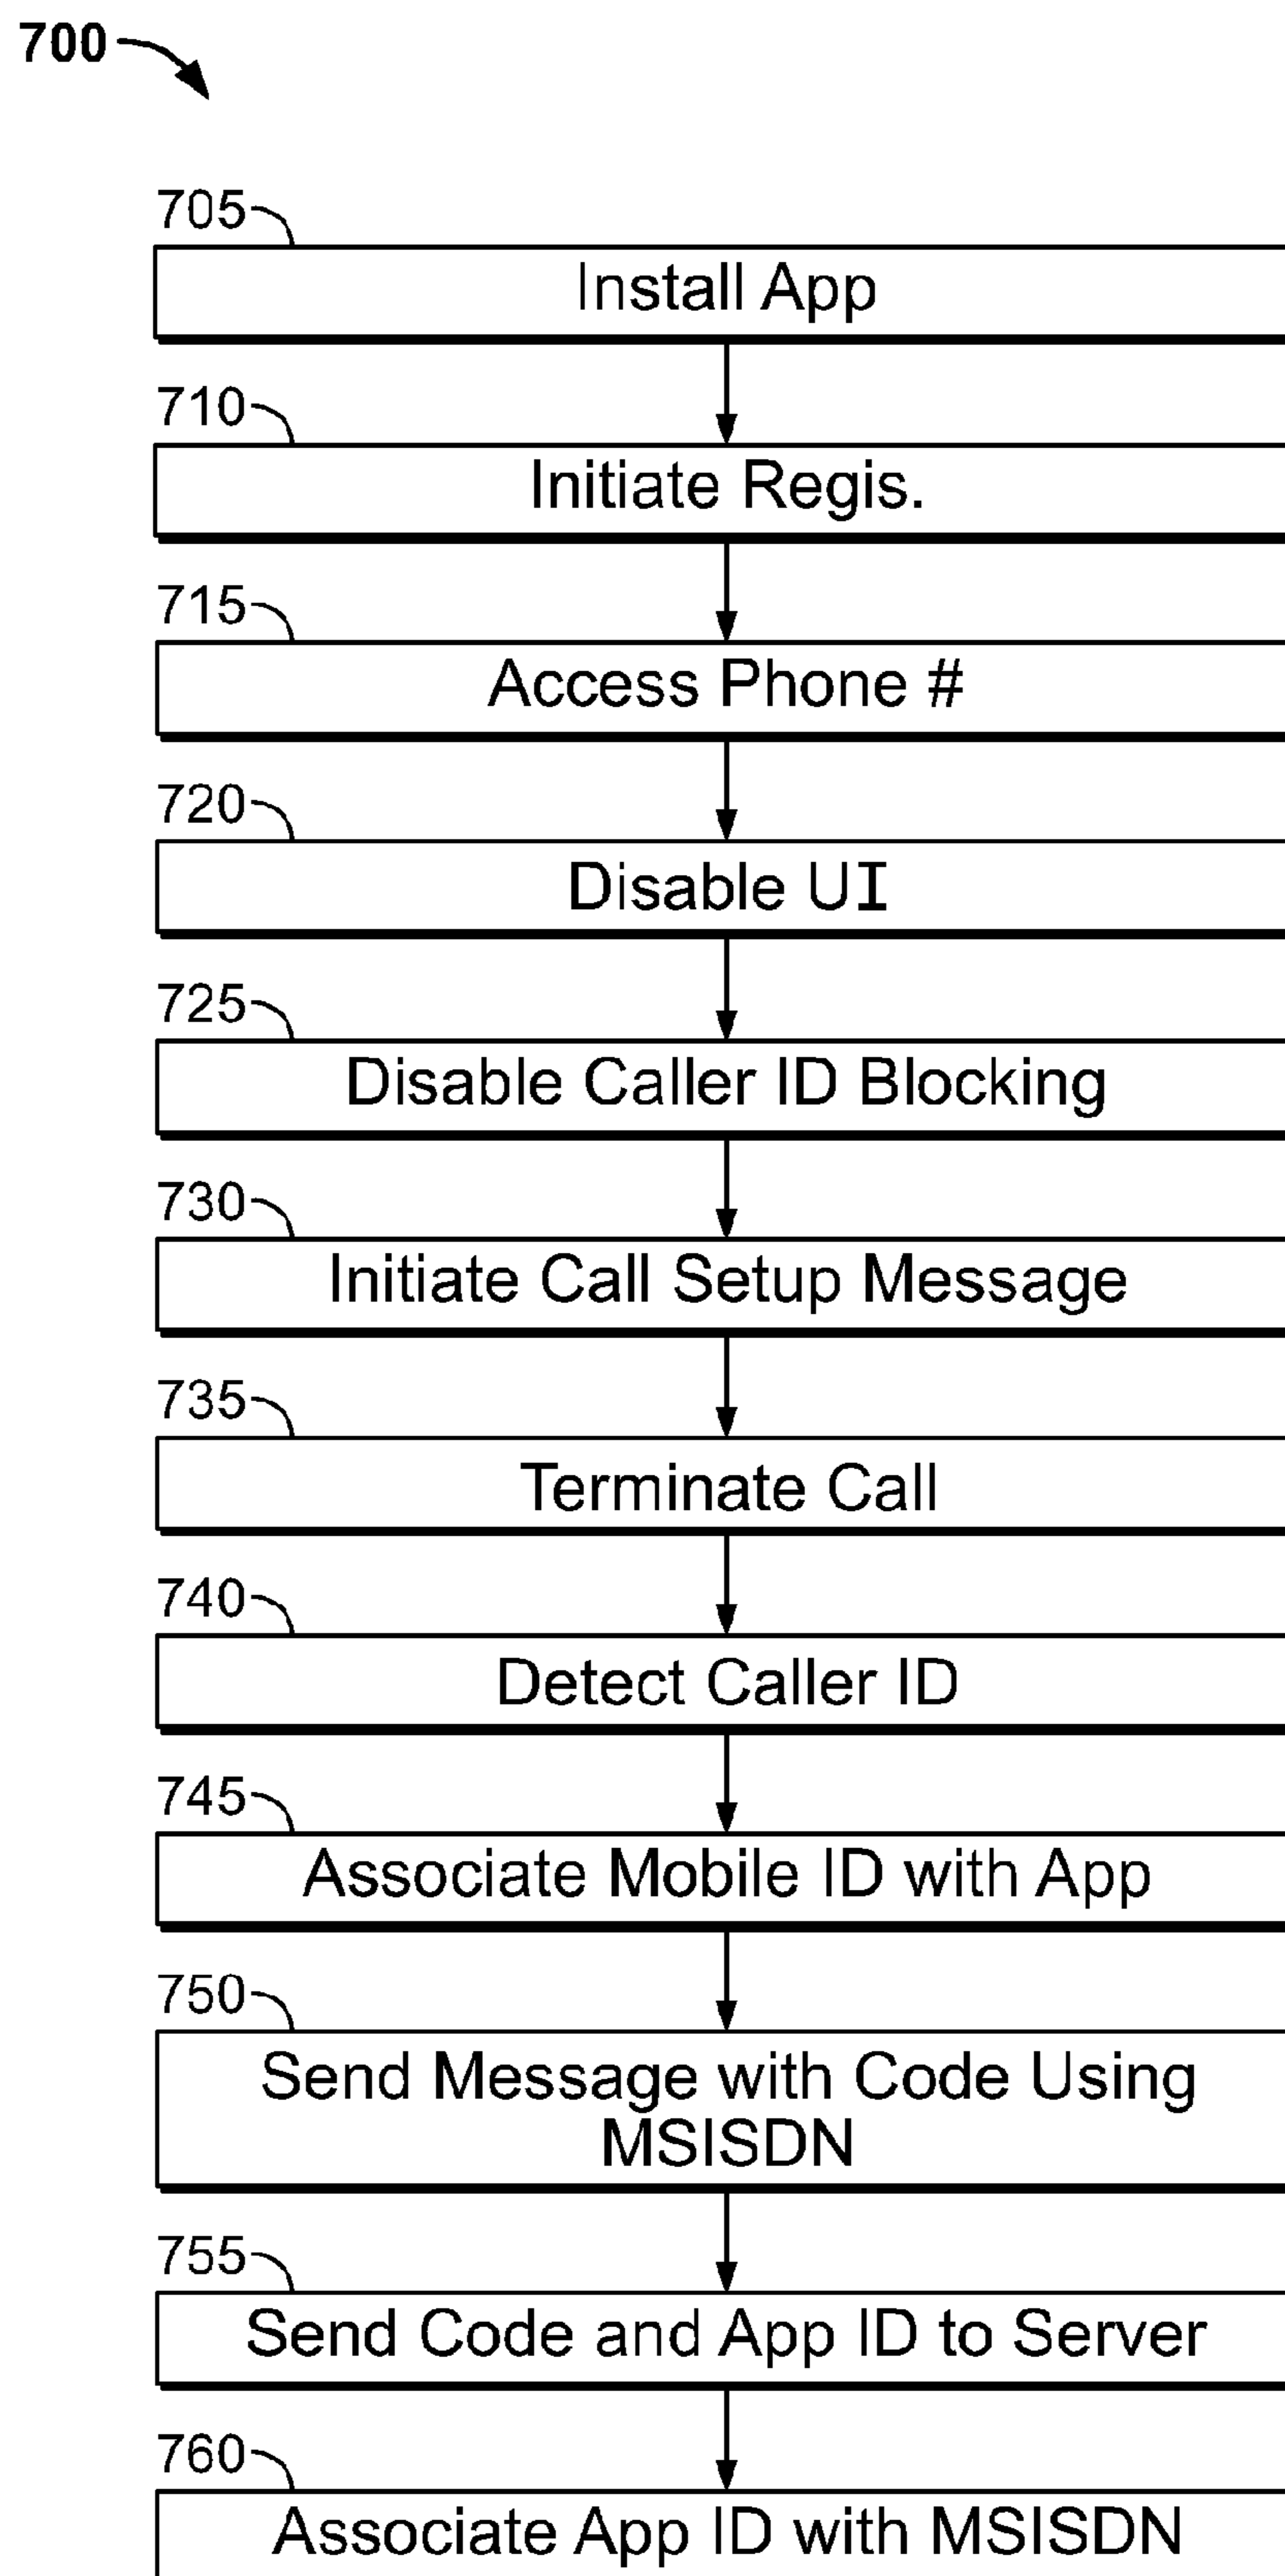 700
705
Install App
710
Initiate Regis.
715
Access Phone #
720
Disable UI
725
Disable Caller ID Blocking
730
Initiate Call Setup Message
735
Terminate Call
740
Detect Caller ID
745
Associate Mobile ID with App
750
Send Message with Code Using
MSISDN
755
Send Code and App ID to Server
760
Associate App ID with MSISDN